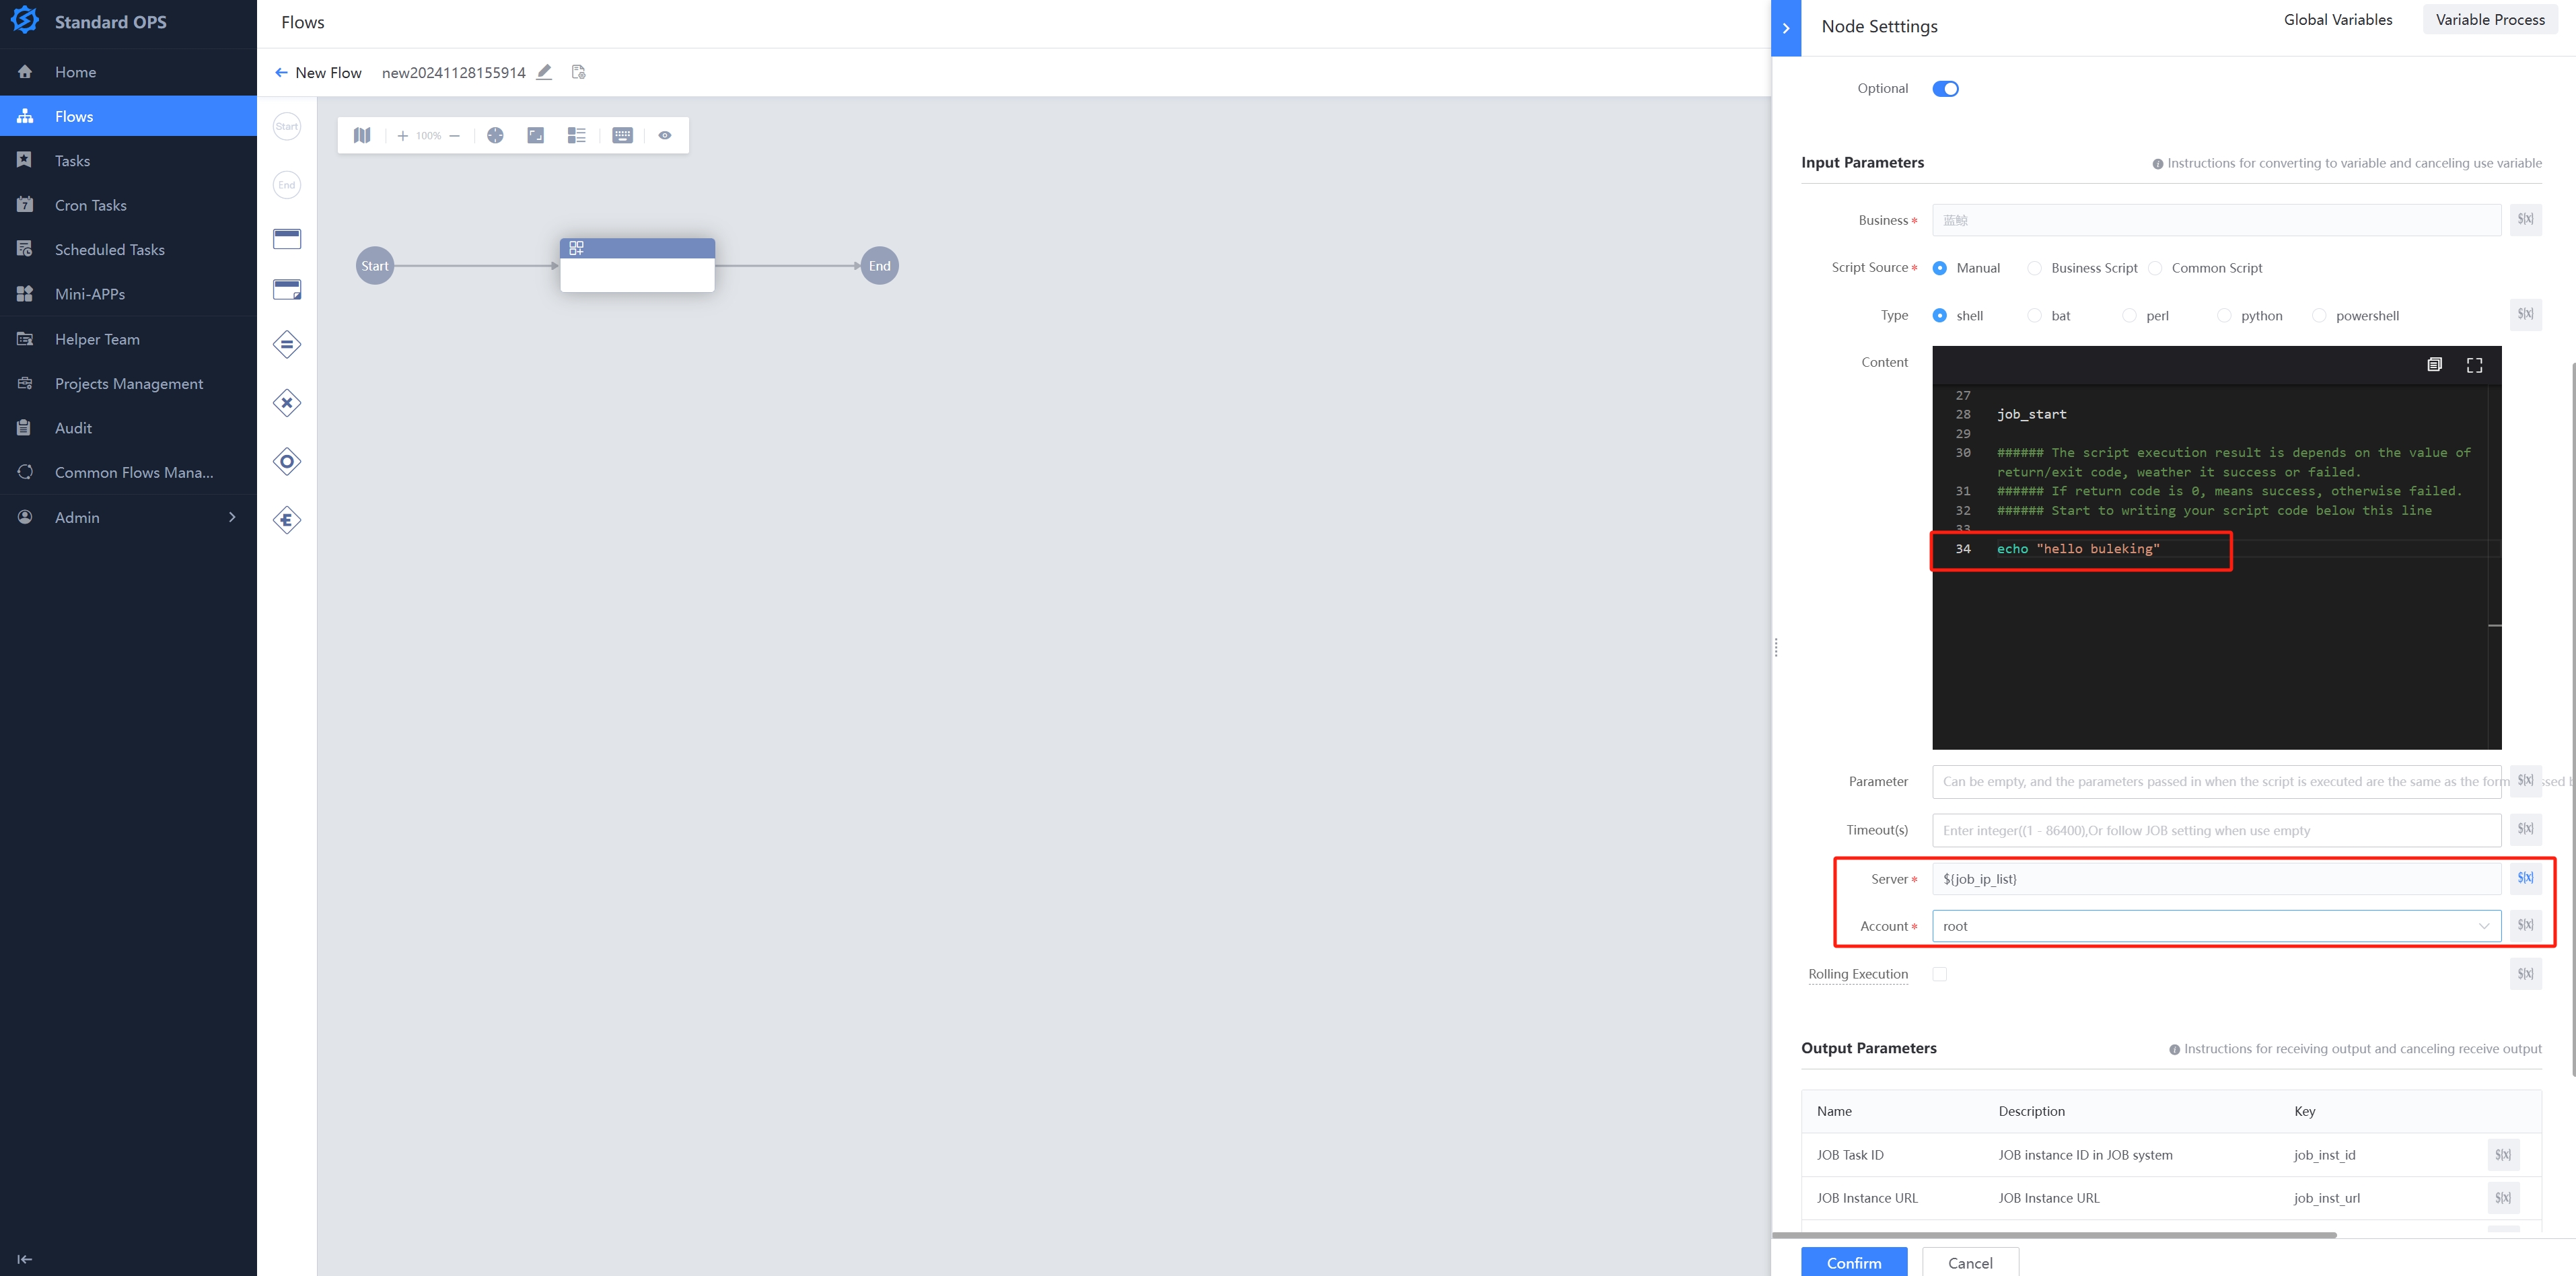 Standard OPS
Home
Flows
Tasks
Cron Tasks
Scheduled Tasks
Mini-APPs
Helper Team
Projects Management
Audit
Common Flows Mana...
Admin
Flows
New Flow new20241128155914
Start
End
100%
Start
End
Node Setttings
Global Variables
Variable Process
Optional
Input Parameters
Instructions for converting to variable and canceling use variable
Business* 蓝鲸 ${x}
Script Source* Manual Business Script Common Script
Type shell bat perl python powershell ${x}
Content
27
28 job_start
29
30 ###### The script execution result is depends on the value of
return/exit code, weather it success or failed.
31 ###### If return code is 0, means success, otherwise failed.
32 ###### Start to writing your script code below this line
33
34 echo "hello buleking"
Parameter Can be empty, and the parameters passed in when the script is executed are the same as the form ${x} ssed
Timeout(s) Enter integer((1 - 86400),Or follow JOB setting when use empty ${x}
Server* ${job_ip_list} ${x}
Account* root ${x}
Rolling Execution ${x}
Output Parameters
Instructions for receiving output and canceling receive output
Name Description Key
JOB Task ID JOB instance ID in JOB system job_inst_id ${x}
JOB Instance URL JOB Instance URL job_inst_url ${x}
Confirm
Cancel